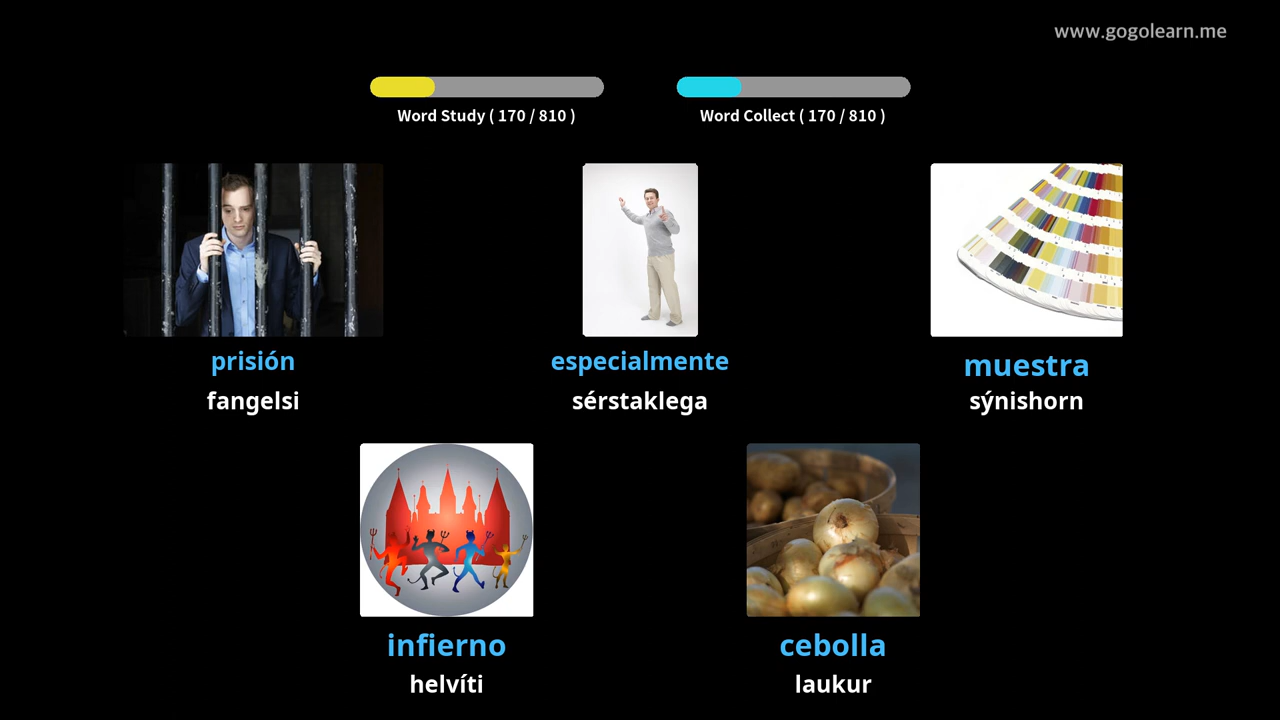 www.gogolearn.me
Word Study ( 170 / 810 )
Word Collect ( 170 / 810 )
prisión
fangelsi
especialmente
sérstaklega
muestra
sýnishorn
infierno
helvíti
cebolla
laukur